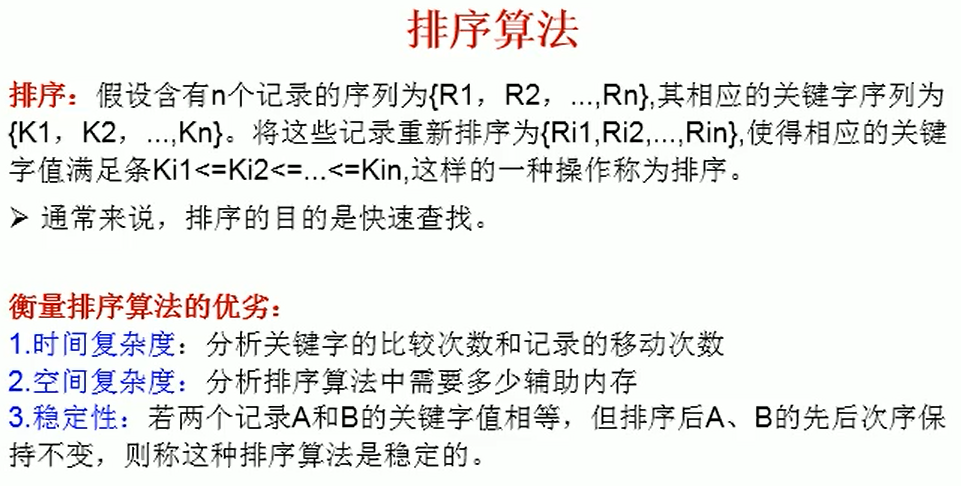 排序算法
排序：假设含有n个记录的序列为{R1，R2，...,Rn},其相应的关键字序列为
{K1，K2，...,Kn}。将这些记录重新排序为{Ri1,Ri2,...,Rin},使得相应的关键
字值满足条Ki1<=Ki2<=...<=Kin,这样的一种操作称为排序。
➢ 通常来说，排序的目的是快速查找。
衡量排序算法的优劣：
1.时间复杂度：分析关键字的比较次数和记录的移动次数
2.空间复杂度：分析排序算法中需要多少辅助内存
3.稳定性：若两个记录A和B的关键字值相等，但排序后A、B的先后次序保
持不变，则称这种排序算法是稳定的。